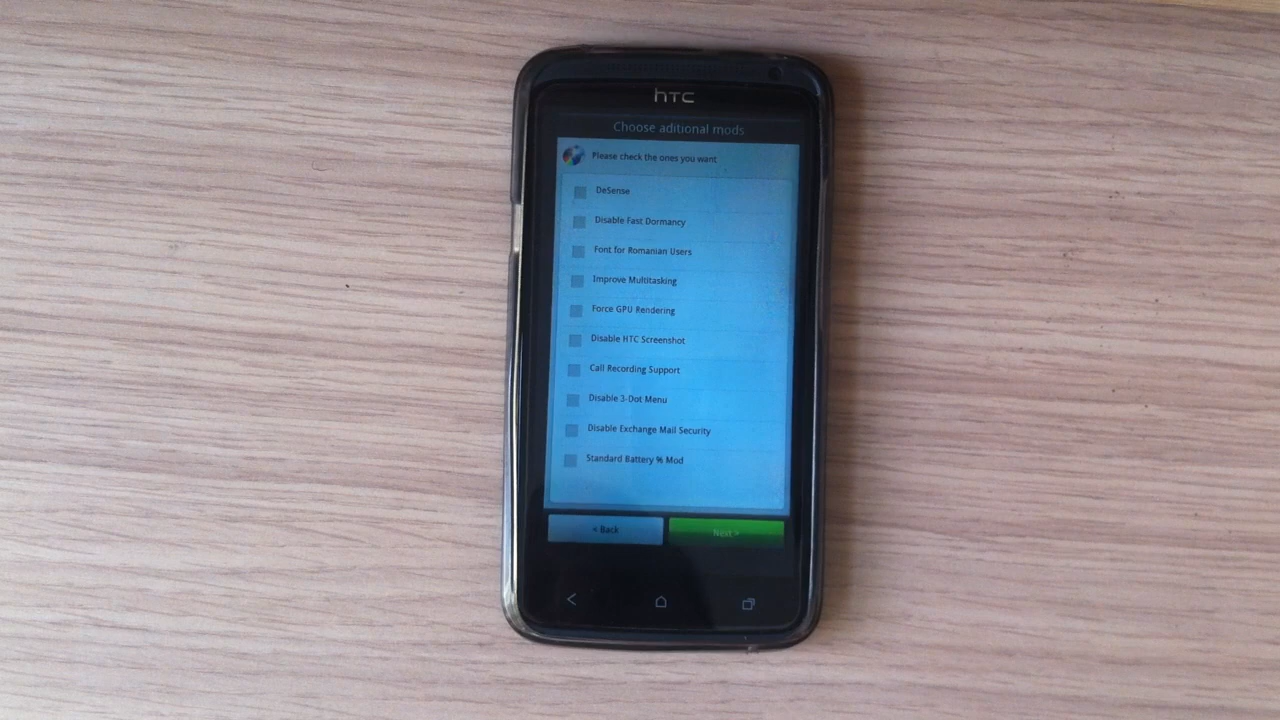 hTC
Choose aditional mods
Please check the ones you want
DeSense
Disable Fast Dormancy
Font for Romanian Users
Improve Multitasking
Force GPU Rendering
Disable HTC Screenshot
Call Recording Support
Disable 3-Dot Menu
Disable Exchange Mail Security
Standard Battery % Mod
< Back
Next >